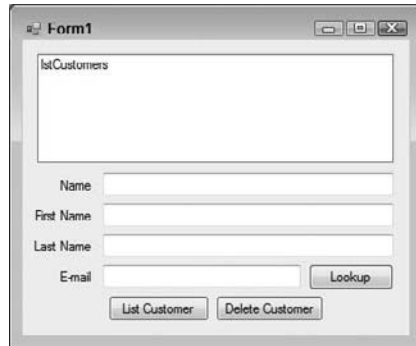 Form1
lstCustomers
Name
First Name
Last Name
E-mail Lookup
List Customer Delete Customer